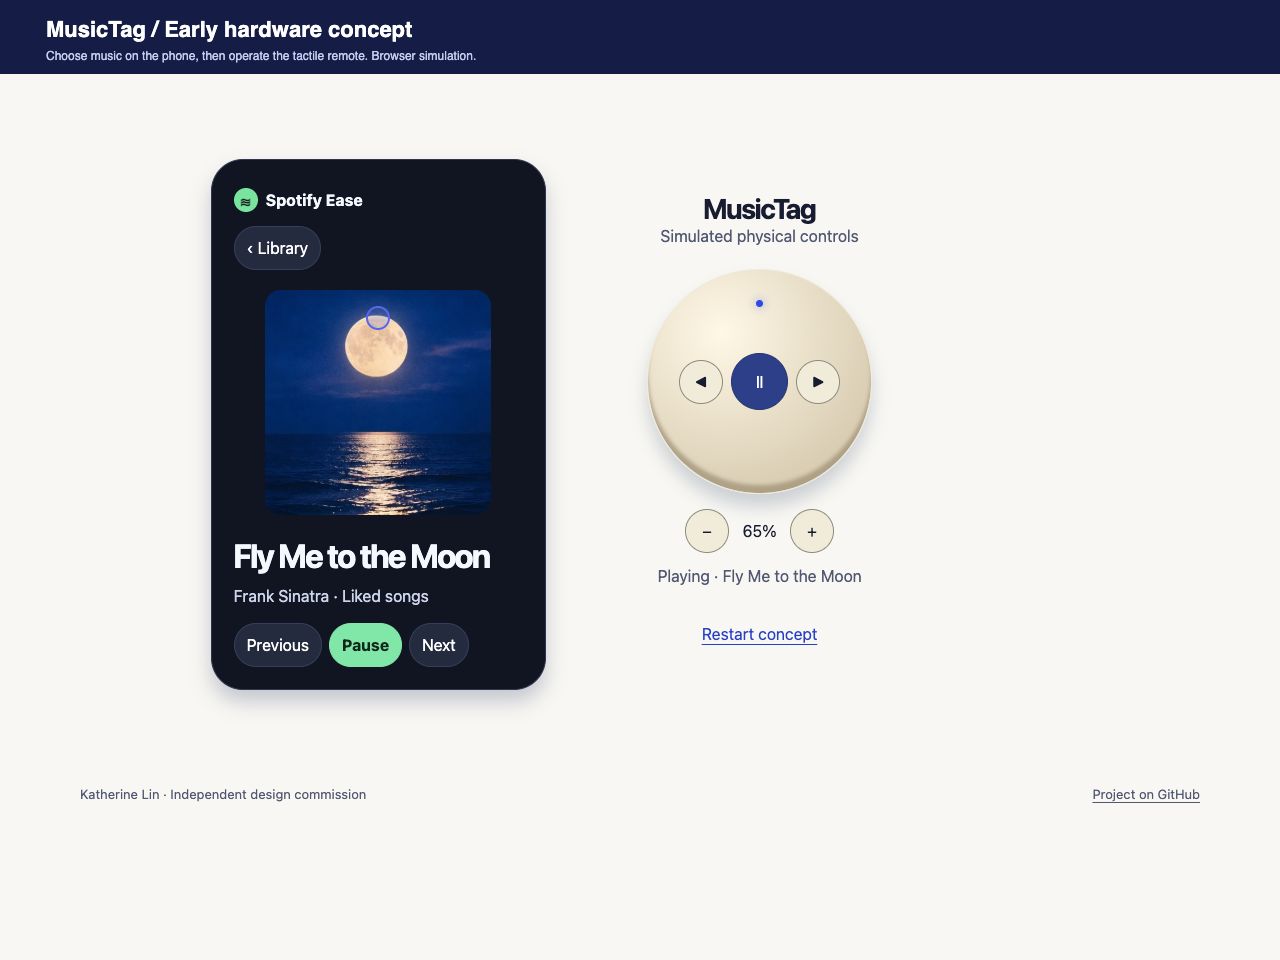 MusicTag / Early hardware concept
Choose music on the phone, then operate the tactile remote. Browser simulation.
Spotify Ease
‹ Library
Fly Me to the Moon
Frank Sinatra · Liked songs
Previous
Pause
Next
MusicTag
Simulated physical controls
− 65% +
Playing · Fly Me to the Moon
Restart concept
Katherine Lin · Independent design commission
Project on GitHub